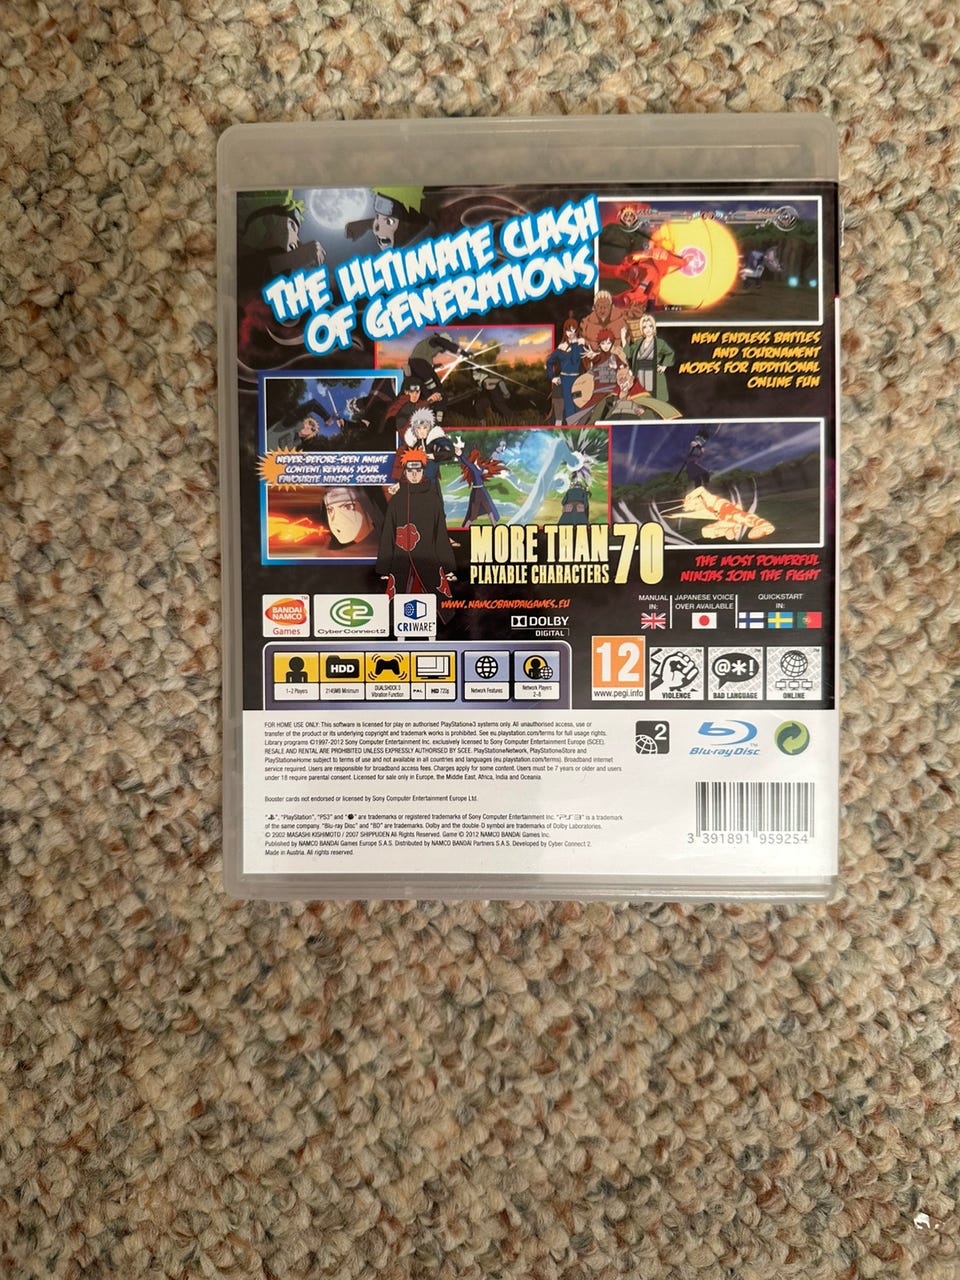 THE ULTIMATE CLASH
OF GENERATIONS
NEW ENDLESS BATTLES
AND TOURNAMENT
MODES FOR ADDITIONAL
ONLINE FUN
NEVER-BEFORE-SEEN ANIME
CONTENT REVEALS YOUR
FAVOURITE NINJAS' SECRETS
MORE THAN 70
PLAYABLE CHARACTERS
THE MOST POWERFUL
NINJAS JOIN THE FIGHT
WWW.NAMCOBANDAIGAMES.EU
BANDAI
NAMCO
Games
C2
CyberConnect2
CRIWARE™
DOLBY
DIGITAL
MANUAL
IN:
JAPANESE VOICE
OVER AVAILABLE
QUICKSTART
IN:
1-2 Players
HDD
2145MB Minimum
DUALSHOCK 3
Vibration Function
PAL HD 720p
Network Features
Network Players
2-8
12
www.pegi.info
VIOLENCE
@*!
BAD LANGUAGE
ONLINE
FOR HOME USE ONLY: This software is licensed for play on authorised PlayStation®3 systems only. All unauthorised access, use or
transfer of the product or its underlying copyright and trademark works is prohibited. See eu.playstation.com/terms for full usage rights.
Library programs ©1997-2012 Sony Computer Entertainment Inc. exclusively licensed to Sony Computer Entertainment Europe (SCEE).
RESALE AND RENTAL ARE PROHIBITED UNLESS EXPRESSLY AUTHORISED BY SCEE. PlayStation®Network, PlayStation®Store and
PlayStation®Home subject to terms of use and not available in all countries and languages (eu.playstation.com/terms). Broadband internet
service required. Users are responsible for broadband access fees. Charges apply for some content. Users must be 7 years or older and users
under 18 require parental consent. Licensed for sale only in Europe, the Middle East, Africa, India and Oceania.
Booster cards not endorsed or licensed by Sony Computer Entertainment Europe Ltd.
"PlayStation", "PS3" and are trademarks or registered trademarks of Sony Computer Entertainment Inc. "PS3" is a trademark
of the same company. "Blu-ray Disc" and "BD" are trademarks. Dolby and the double-D symbol are trademarks of Dolby Laboratories.
© 2002 MASASHI KISHIMOTO / 2007 SHIPPUDEN All Rights Reserved. Game © 2012 NAMCO BANDAI Games Inc.
Published by NAMCO BANDAI Games Europe S.A.S. Distributed by NAMCO BANDAI Partners S.A.S. Developed by Cyber Connect 2.
Made in Austria. All rights reserved.
2
Blu-ray Disc™
3 391891 959254